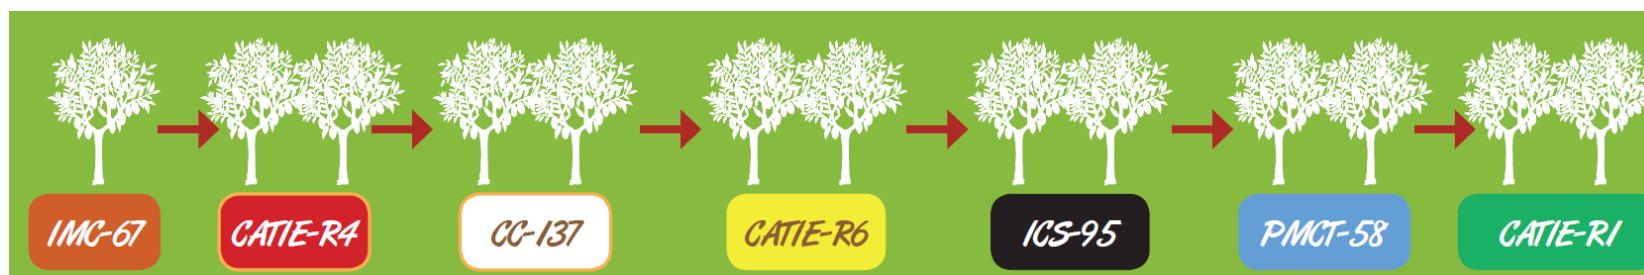 IMC-67
CATIE-R4
CC-137
CATIE-R6
ICS-95
PMCT-58
CATIE-R1